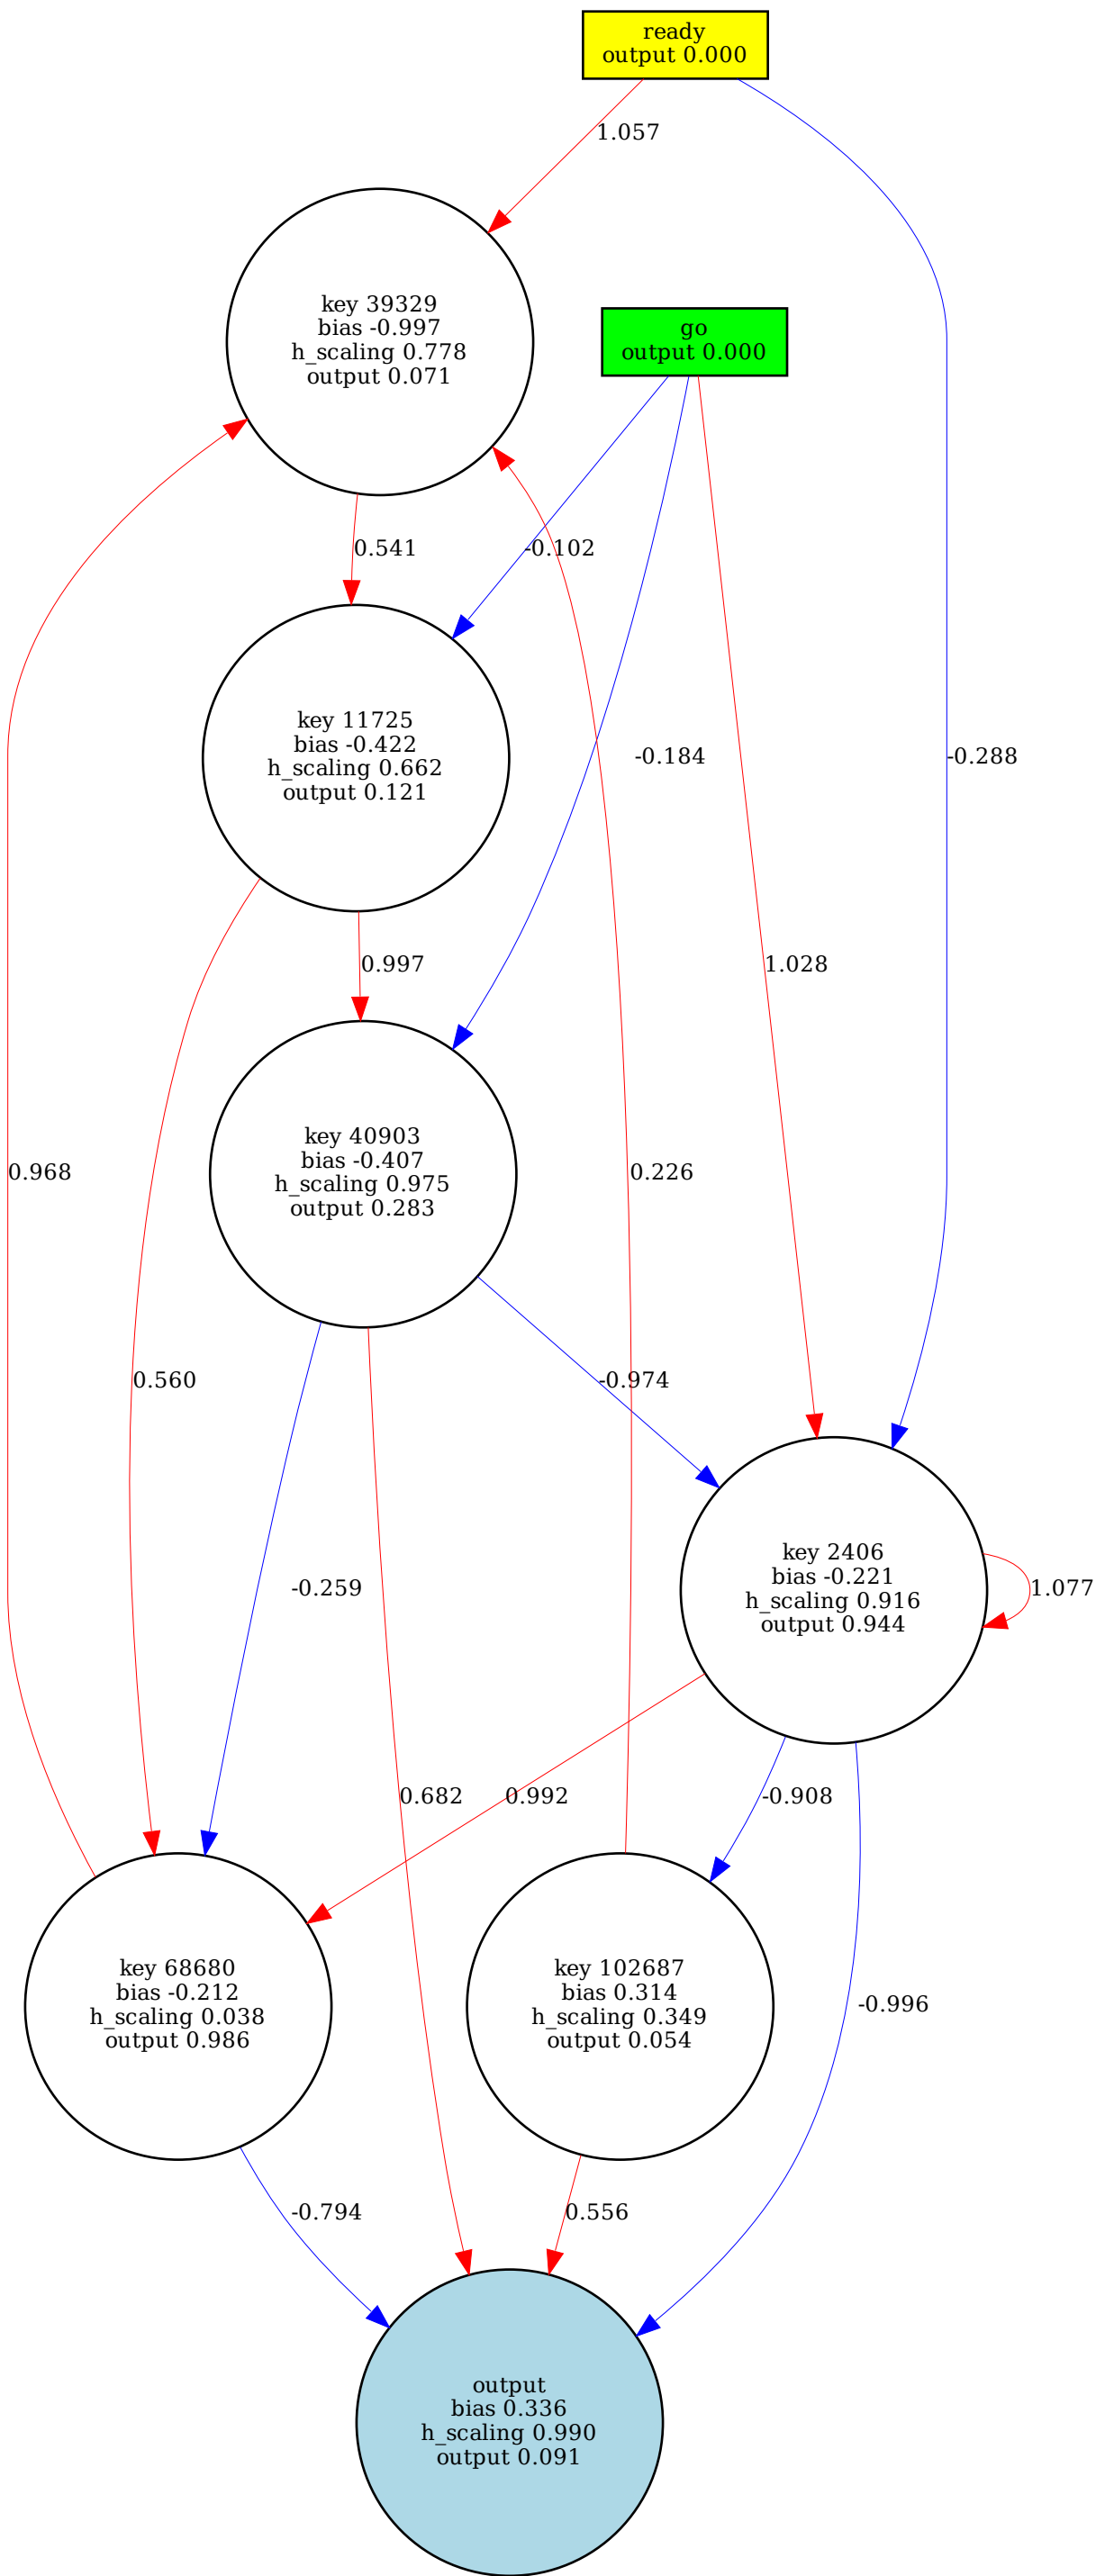 ready
output 0.000
1.057
key 39329
bias -0.997
h_scaling 0.778
output 0.071
go
output 0.000
0.541
-0.102
key 11725
bias -0.422
h_scaling 0.662
output 0.121
-0.184
-0.288
0.997
1.028
key 40903
bias -0.407
h_scaling 0.975
output 0.283
0.968
0.226
0.560
-0.974
key 2406
bias -0.221
h_scaling 0.916
output 0.944
-0.259
1.077
0.682
0.992
-0.908
key 68680
bias -0.212
h_scaling 0.038
output 0.986
key 102687
bias 0.314
h_scaling 0.349
output 0.054
-0.996
-0.794
0.556
output
bias 0.336
h_scaling 0.990
output 0.091